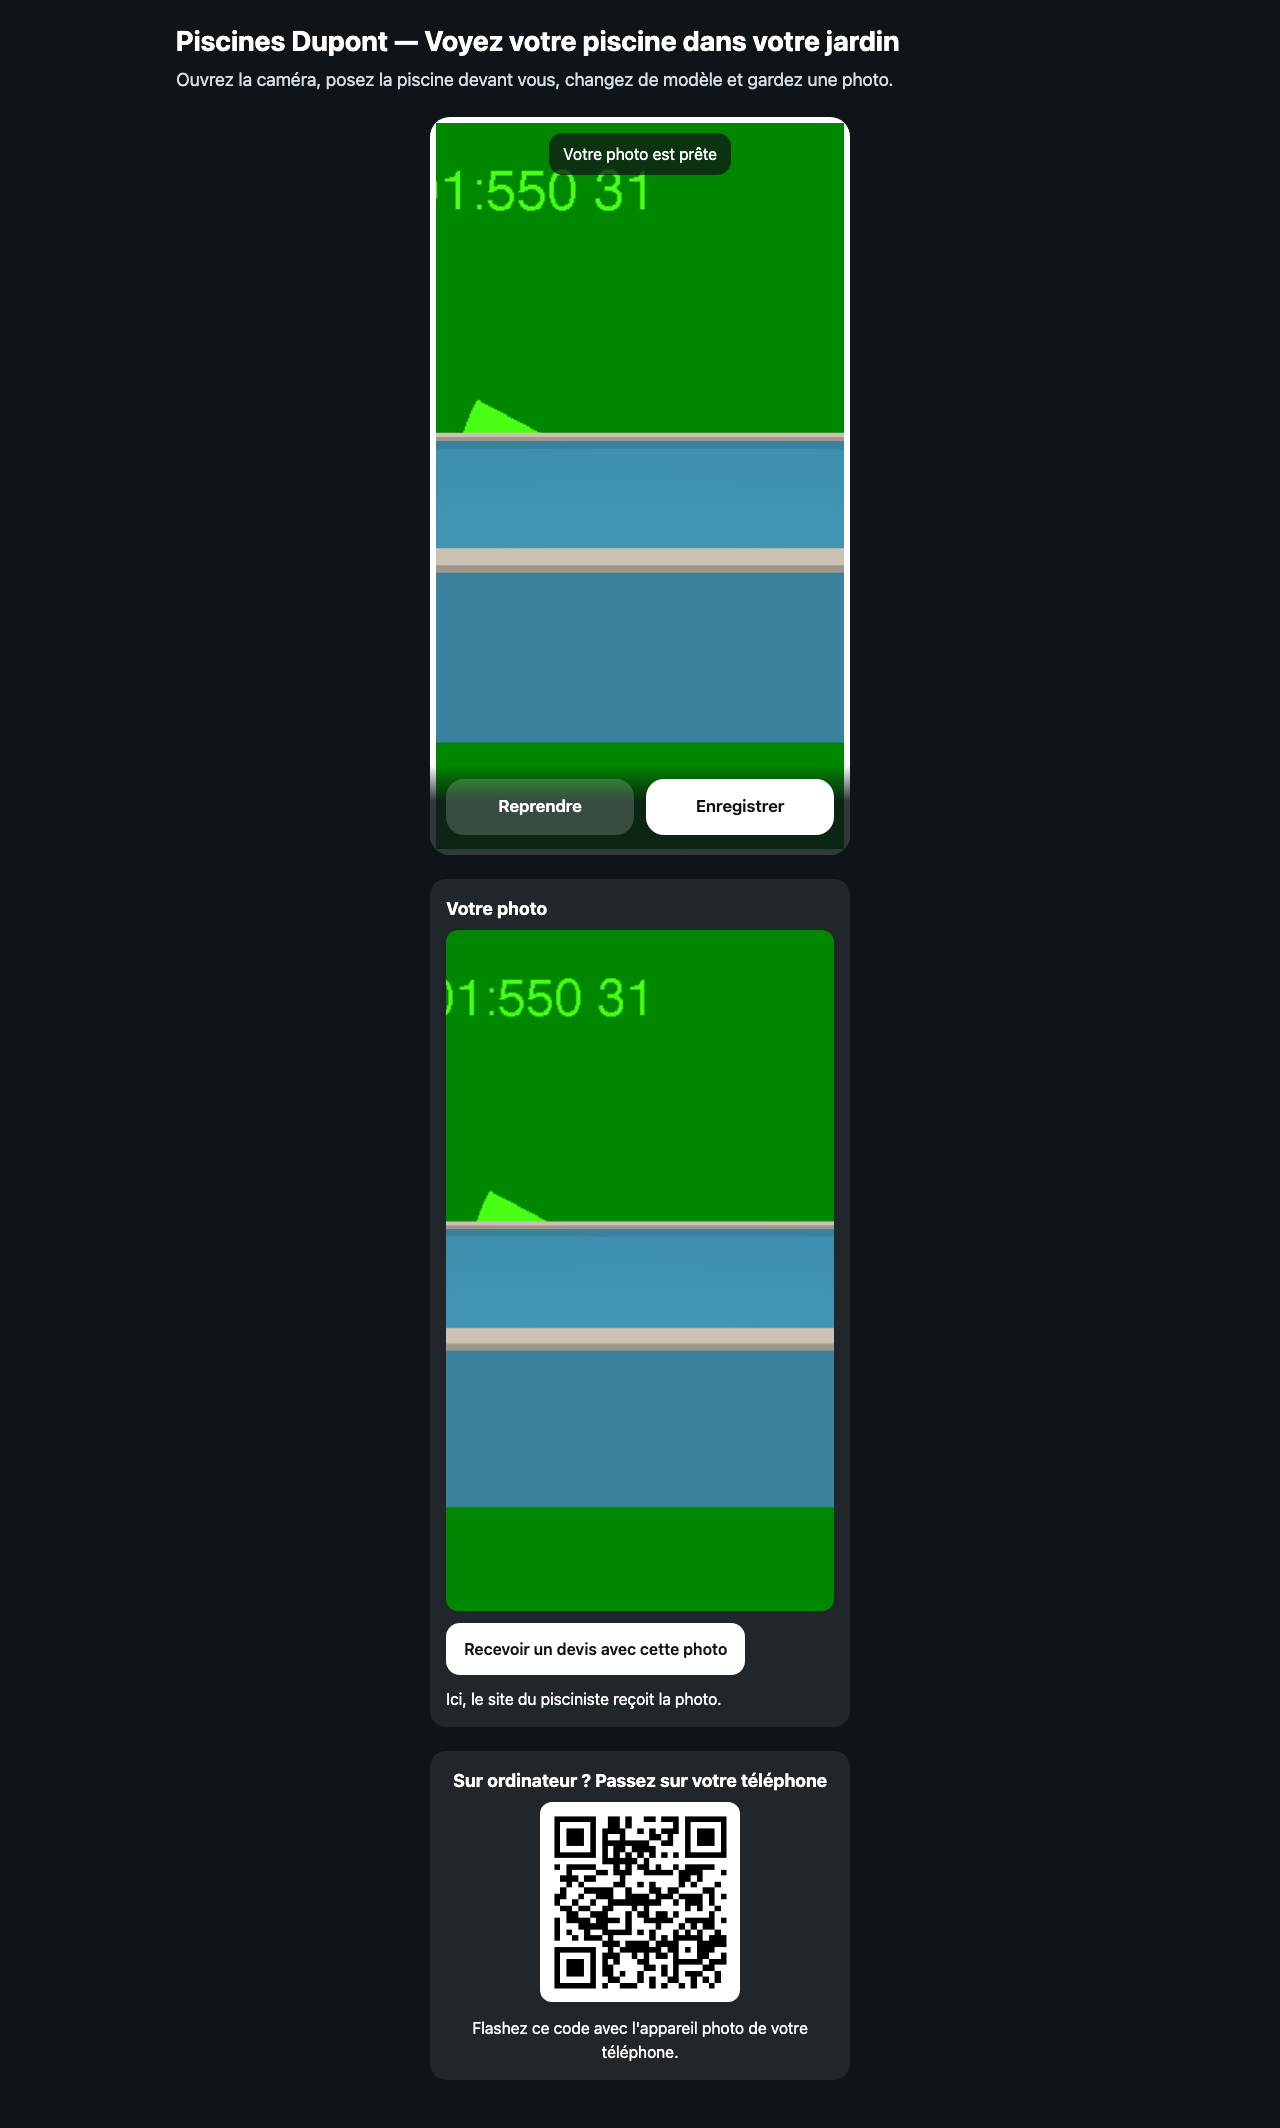 Piscines Dupont — Voyez votre piscine dans votre jardin
Ouvrez la caméra, posez la piscine devant vous, changez de modèle et gardez une photo.
Votre photo est prête
1:550 31
Reprendre
Enregistrer
Votre photo
01:550 31
Recevoir un devis avec cette photo
Ici, le site du pisciniste reçoit la photo.
Sur ordinateur ? Passez sur votre téléphone
Flashez ce code avec l'appareil photo de votre
téléphone.